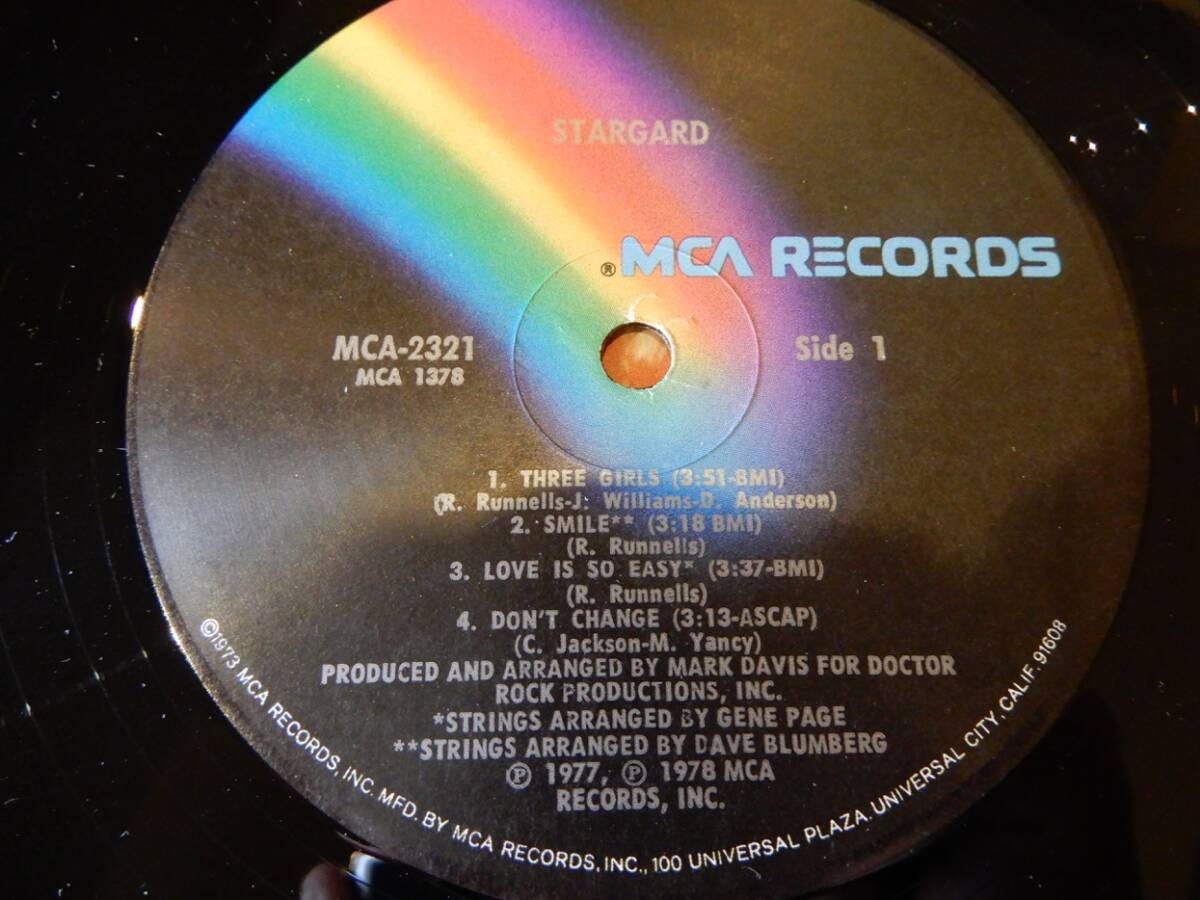 STARGARD
® MCA RECORDS
MCA-2321
MCA 1378
Side 1
1. THREE GIRLS (3:51-BMI)
(R. Runnells-J. Williams-D. Anderson)
2. SMILE** (3:18 BMI)
(R. Runnells)
3. LOVE IS SO EASY* (3:37-BMI)
(R. Runnells)
4. DON'T CHANGE (3:13-ASCAP)
(C. Jackson-M. Yancy)
PRODUCED AND ARRANGED BY MARK DAVIS FOR DOCTOR
ROCK PRODUCTIONS, INC.
*STRINGS ARRANGED BY GENE PAGE
**STRINGS ARRANGED BY DAVE BLUMBERG
Ⓟ 1977, Ⓟ 1978 MCA
RECORDS, INC.
©1973 MCA RECORDS, INC. MFD. BY MCA RECORDS, INC., 100 UNIVERSAL PLAZA. UNIVERSAL CITY, CALIF. 91608